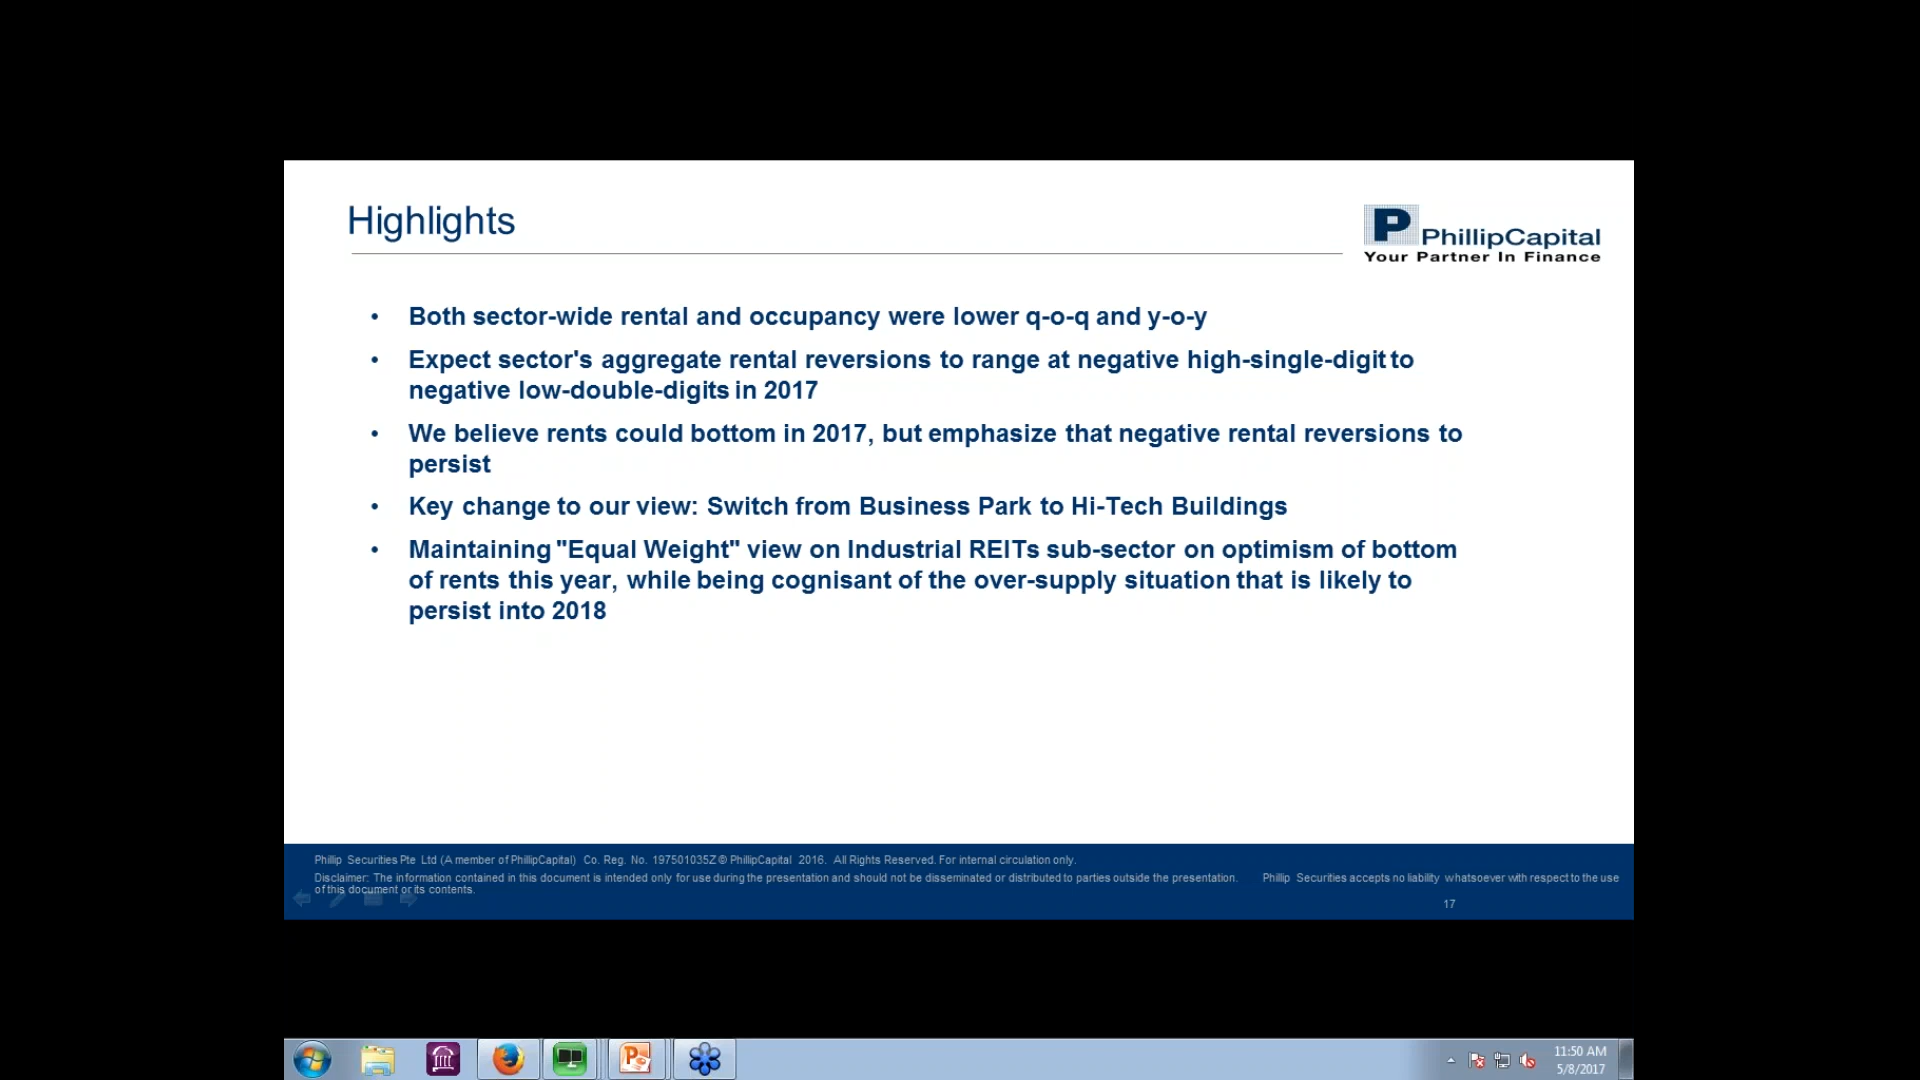 Highlights
P PhillipCapital
Your Partner In Finance
• Both sector-wide rental and occupancy were lower q-o-q and y-o-y
• Expect sector's aggregate rental reversions to range at negative high-single-digit to
negative low-double-digits in 2017
• We believe rents could bottom in 2017, but emphasize that negative rental reversions to
persist
• Key change to our view: Switch from Business Park to Hi-Tech Buildings
• Maintaining "Equal Weight" view on Industrial REITs sub-sector on optimism of bottom
of rents this year, while being cognisant of the over-supply situation that is likely to
persist into 2018
Phillip Securities Pte Ltd (A member of PhillipCapital) Co. Reg. No. 197501035Z © PhillipCapital 2016. All Rights Reserved. For internal circulation only.
Disclaimer: The information contained in this document is intended only for use during the presentation and should not be disseminated or distributed to parties outside the presentation. Phillip Securities accepts no liability whatsoever with respect to the use
of this document or its contents.
17
11:50 AM
5/8/2017